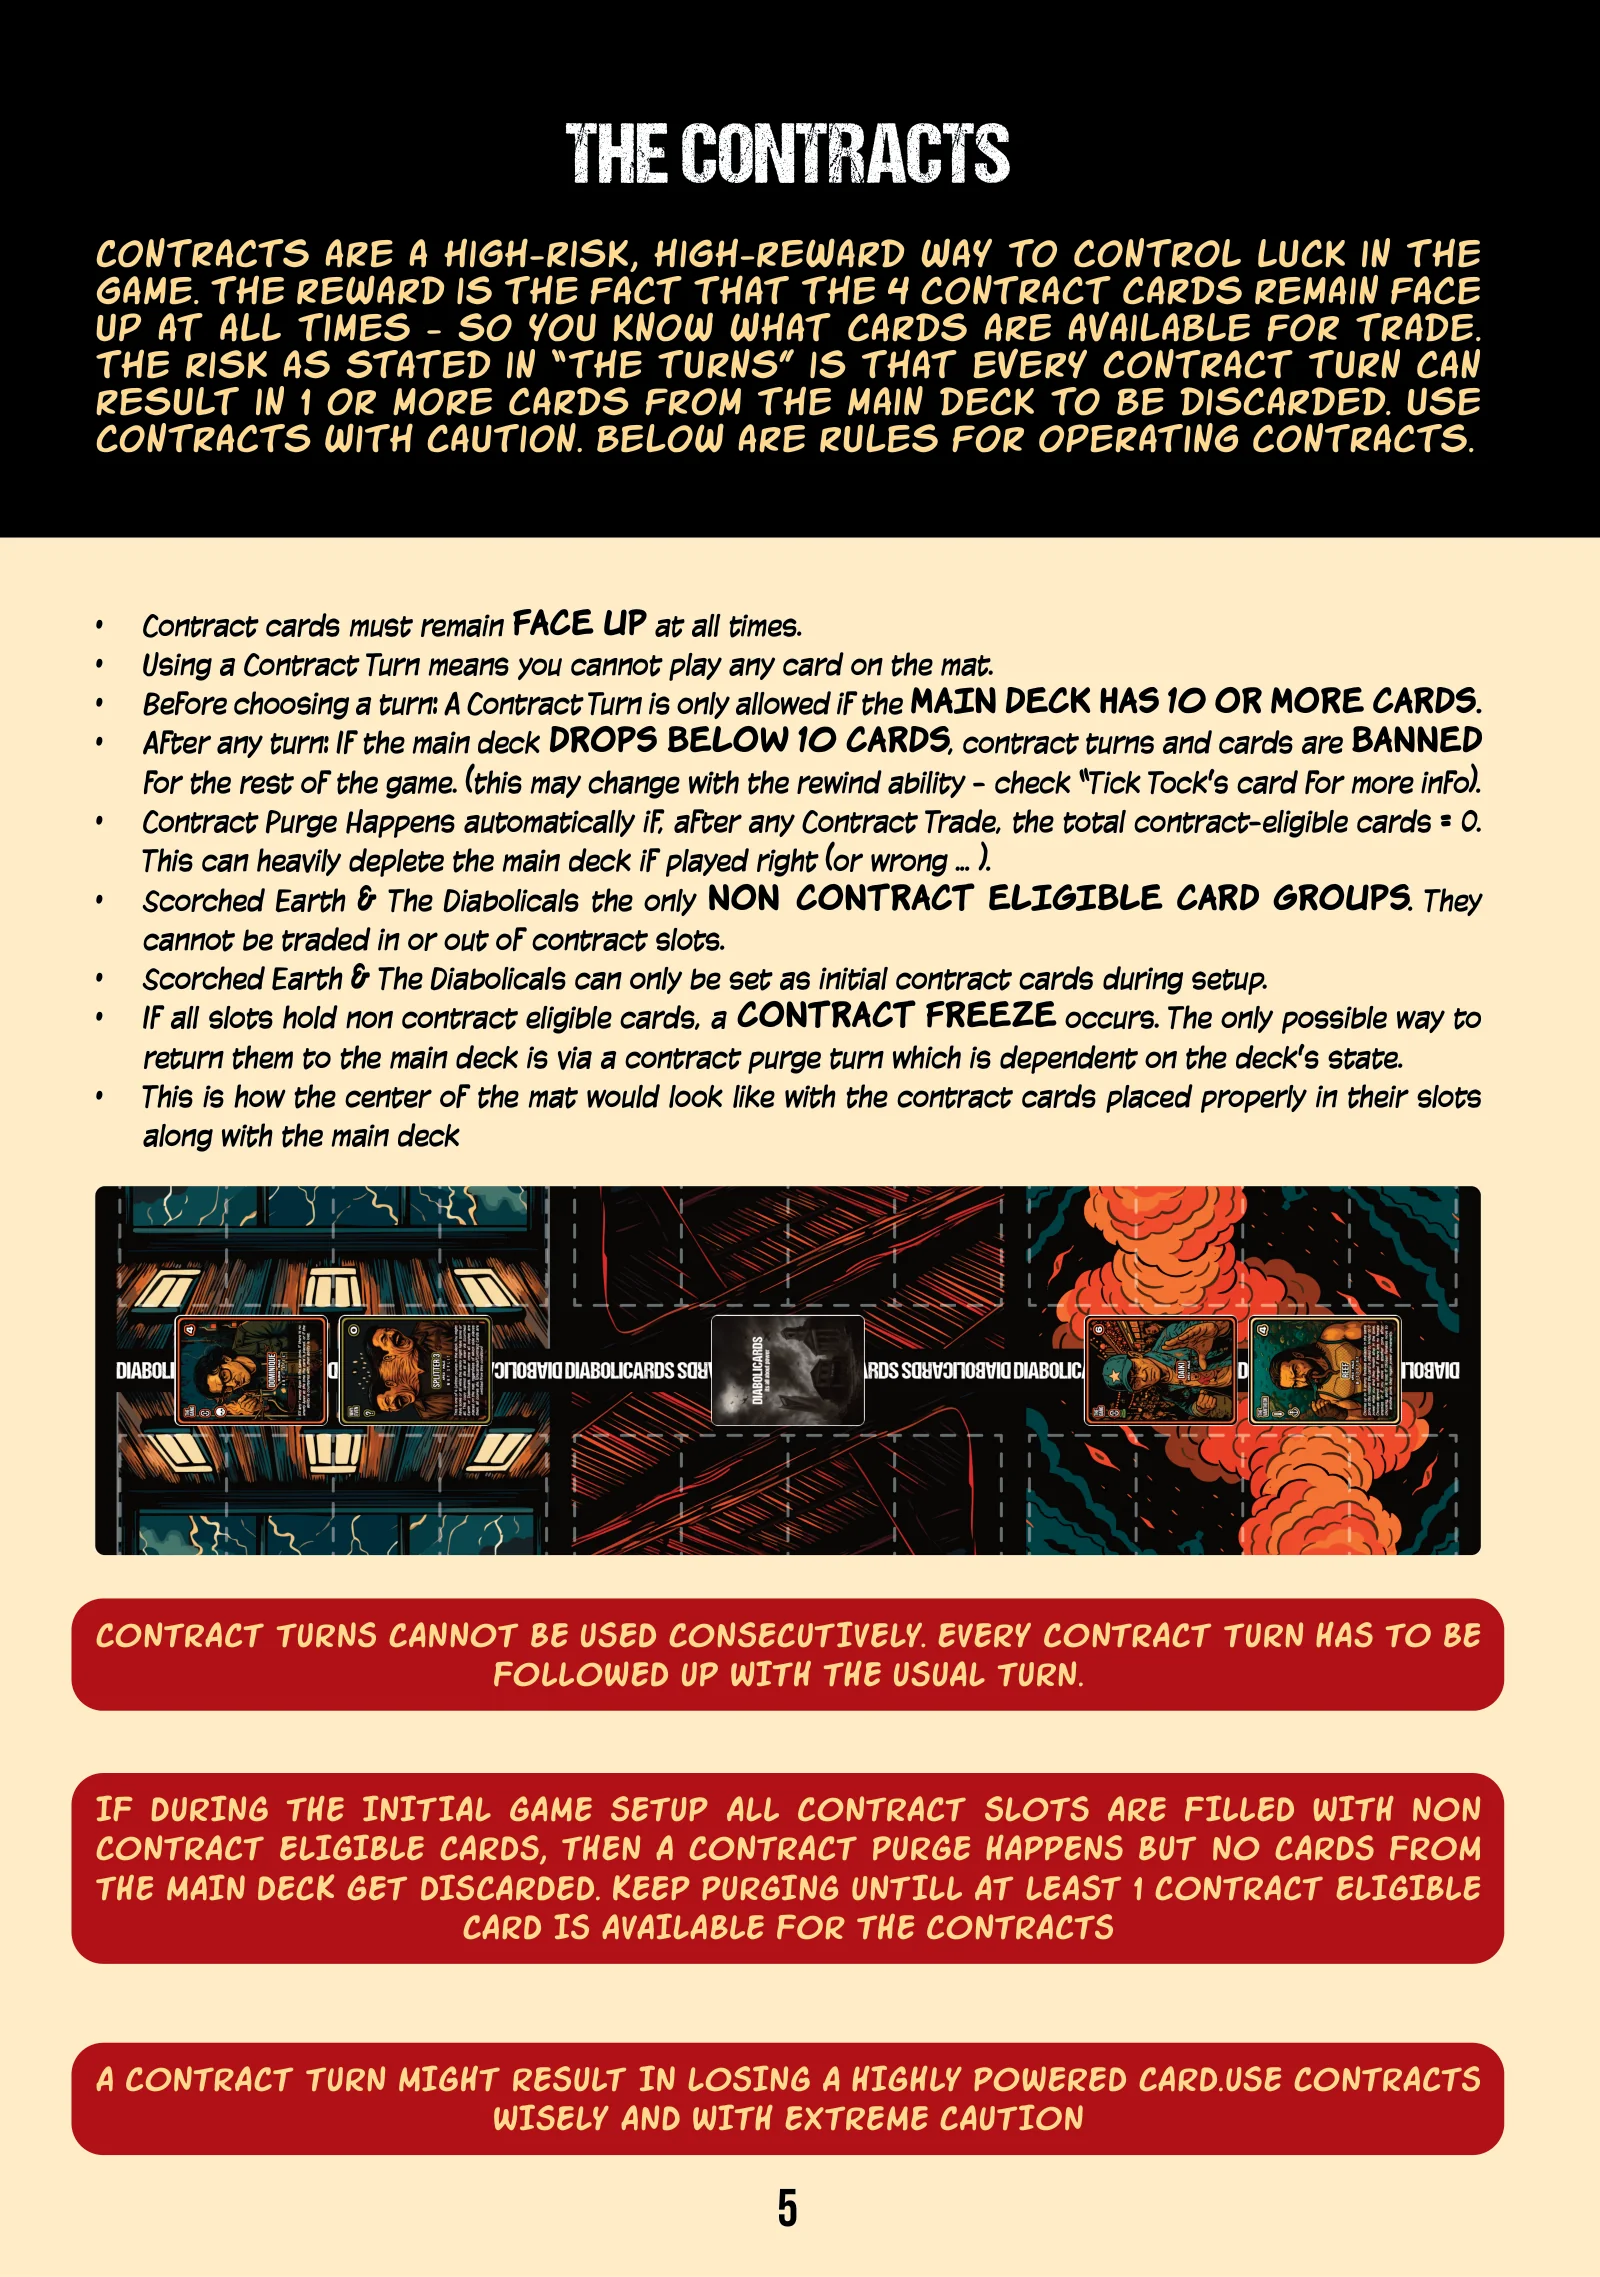 THE CONTRACTS
CONTRACTS ARE A HIGH-RISK, HIGH-REWARD WAY TO CONTROL LUCK IN THE
GAME. THE REWARD IS THE FACT THAT THE 4 CONTRACT CARDS REMAIN FACE
UP AT ALL TIMES - SO YOU KNOW WHAT CARDS ARE AVAILABLE FOR TRADE.
THE RISK AS STATED IN "THE TURNS" IS THAT EVERY CONTRACT TURN CAN
RESULT IN 1 OR MORE CARDS FROM THE MAIN DECK TO BE DISCARDED. USE
CONTRACTS WITH CAUTION. BELOW ARE RULES FOR OPERATING CONTRACTS.
• Contract cards must remain FACE UP at all times.
• Using a Contract Turn means you cannot play any card on the mat.
• Before choosing a turn: A Contract Turn is only allowed if the MAIN DECK HAS 10 OR MORE CARDS.
• After any turn: If the main deck DROPS BELOW 10 CARDS, contract turns and cards are BANNED
for the rest of the game. (this may change with the rewind ability - check "Tick Tock's card for more info).
• Contract Purge Happens automatically if, after any Contract Trade, the total contract-eligible cards = 0.
This can heavily deplete the main deck if played right (or wrong ... ).
• Scorched Earth & The Diabolicals the only NON CONTRACT ELIGIBLE CARD GROUPS. They
cannot be traded in or out of contract slots.
• Scorched Earth & The Diabolicals can only be set as initial contract cards during setup.
• If all slots hold non contract eligible cards, a CONTRACT FREEZE occurs. The only possible way to
return them to the main deck is via a contract purge turn which is dependent on the deck's state.
• This is how the center of the mat would look like with the contract cards placed properly in their slots
along with the main deck
DIABOLICARDS
DOMINIQUE
4
SPLITTER 3
0
DIABOLICARDS
6
REEF
4
CONTRACT TURNS CANNOT BE USED CONSECUTIVELY. EVERY CONTRACT TURN HAS TO BE
FOLLOWED UP WITH THE USUAL TURN.
IF DURING THE INITIAL GAME SETUP ALL CONTRACT SLOTS ARE FILLED WITH NON
CONTRACT ELIGIBLE CARDS, THEN A CONTRACT PURGE HAPPENS BUT NO CARDS FROM
THE MAIN DECK GET DISCARDED. KEEP PURGING UNTILL AT LEAST 1 CONTRACT ELIGIBLE
CARD IS AVAILABLE FOR THE CONTRACTS
A CONTRACT TURN MIGHT RESULT IN LOSING A HIGHLY POWERED CARD.USE CONTRACTS
WISELY AND WITH EXTREME CAUTION
5